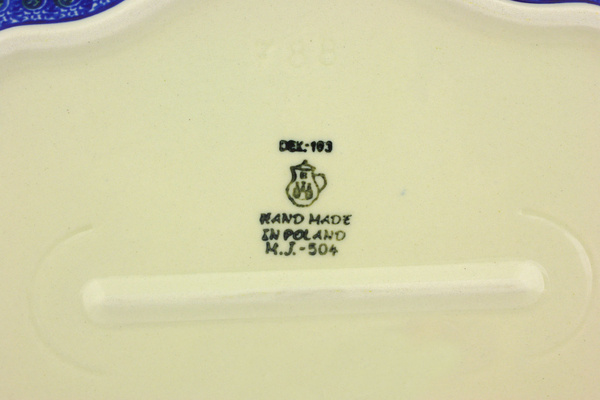 DEK.-193
HAND MADE
IN POLAND
M.J.-504